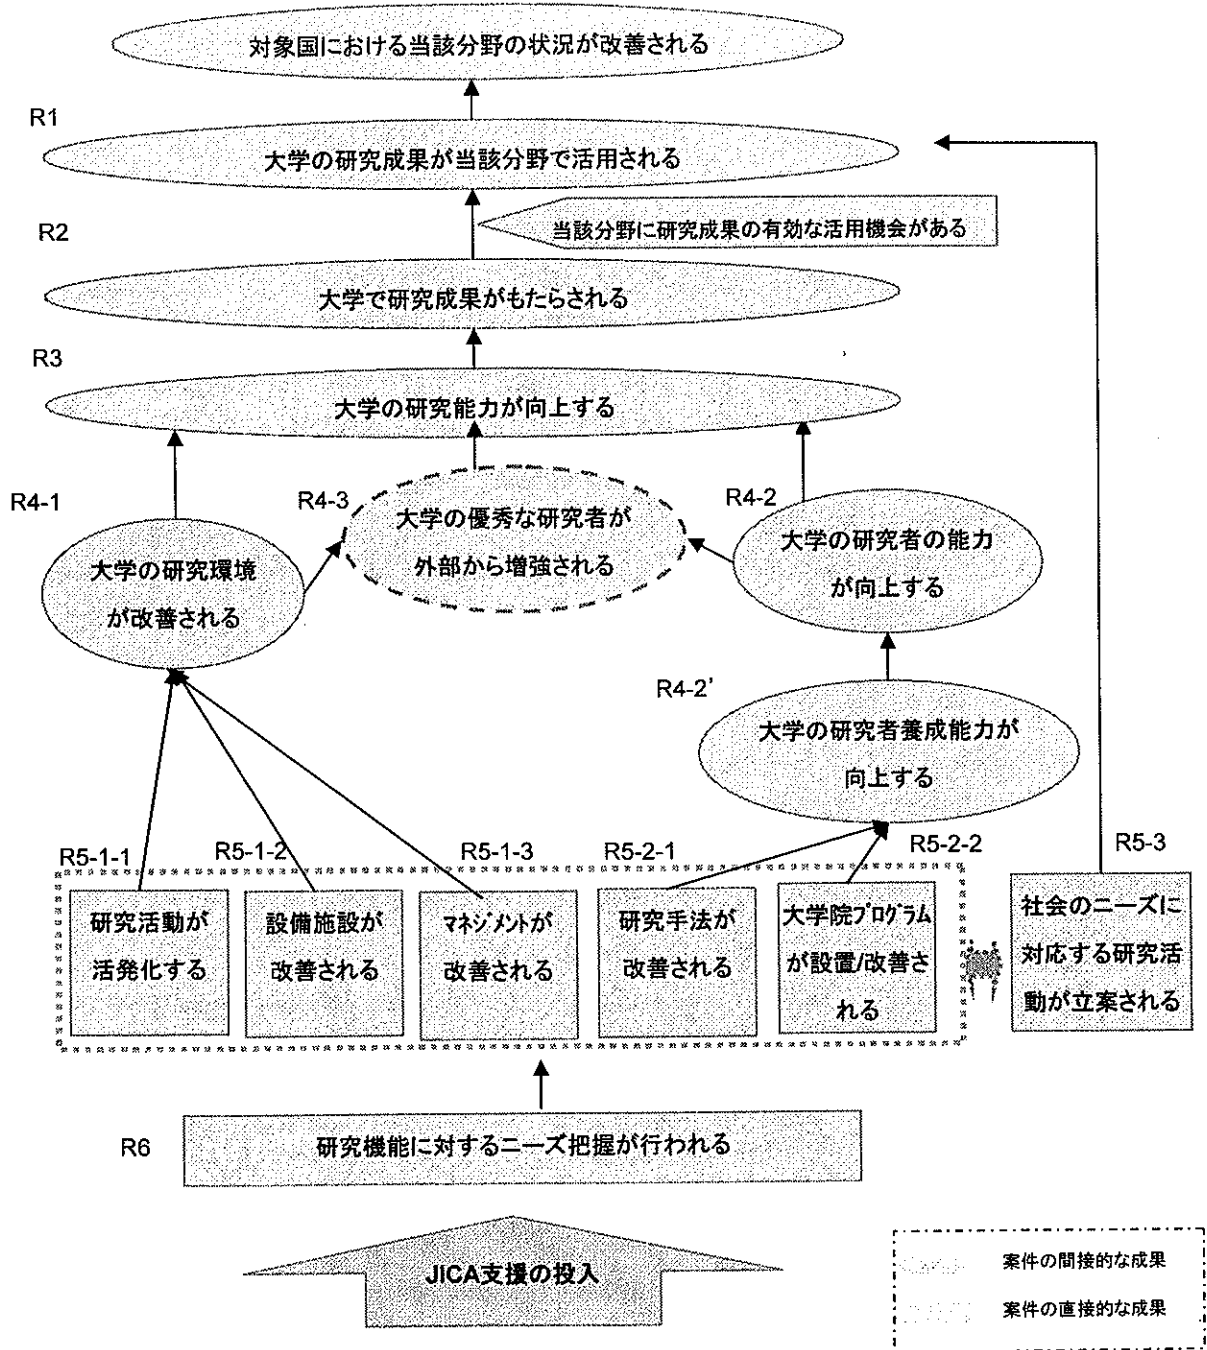 対象国における当該分野の状況が改善される
R1
大学の研究成果が当該分野で活用される
R2
当該分野に研究成果の有効な活用機会がある
大学で研究成果がもたらされる
R3
大学の研究能力が向上する
R4-1
R4-3
R4-2
大学の優秀な研究者が
外部から増強される
大学の研究者の能力
が向上する
大学の研究環境
が改善される
R4-2'
大学の研究者養成能力が
向上する
R5-1-1
R5-1-2
R5-1-3
R5-2-1
R5-2-2
R5-3
研究活動が
活発化する
設備施設が
改善される
マネジメントが
改善される
研究手法が
改善される
大学院プログラム
が設置/改善さ
れる
社会のニーズに
対応する研究活
動が立案される
R6
研究機能に対するニーズ把握が行われる
JICA支援の投入
案件の間接的な成果
案件の直接的な成果